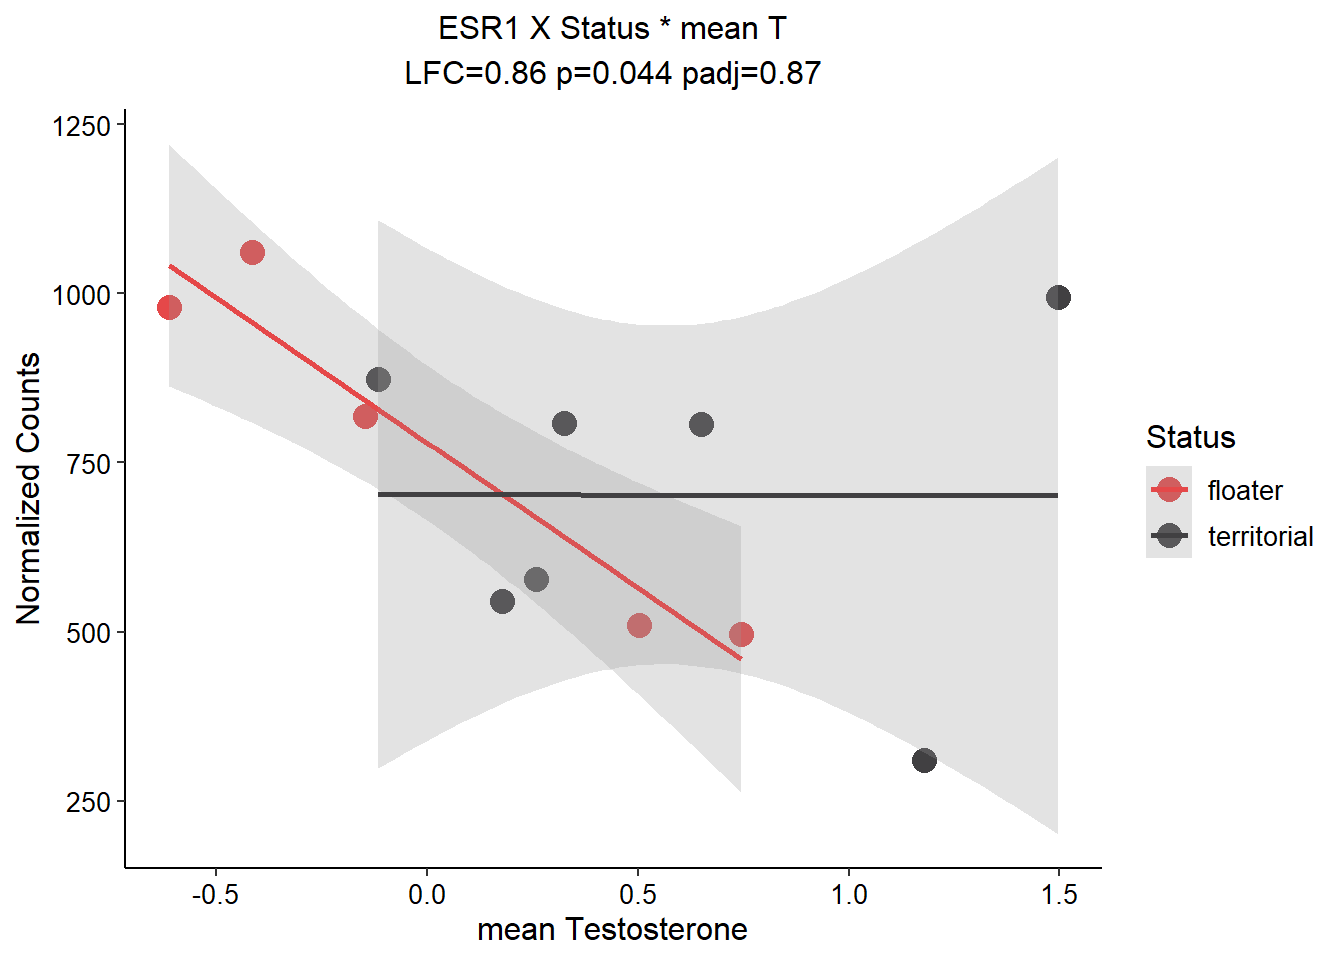 ESR1 X Status * mean T
LFC=0.86 p=0.044 padj=0.87
1250
1000
750
500
250
Normalized Counts
-0.5 0.0 0.5 1.0 1.5
mean Testosterone
Status
floater
territorial